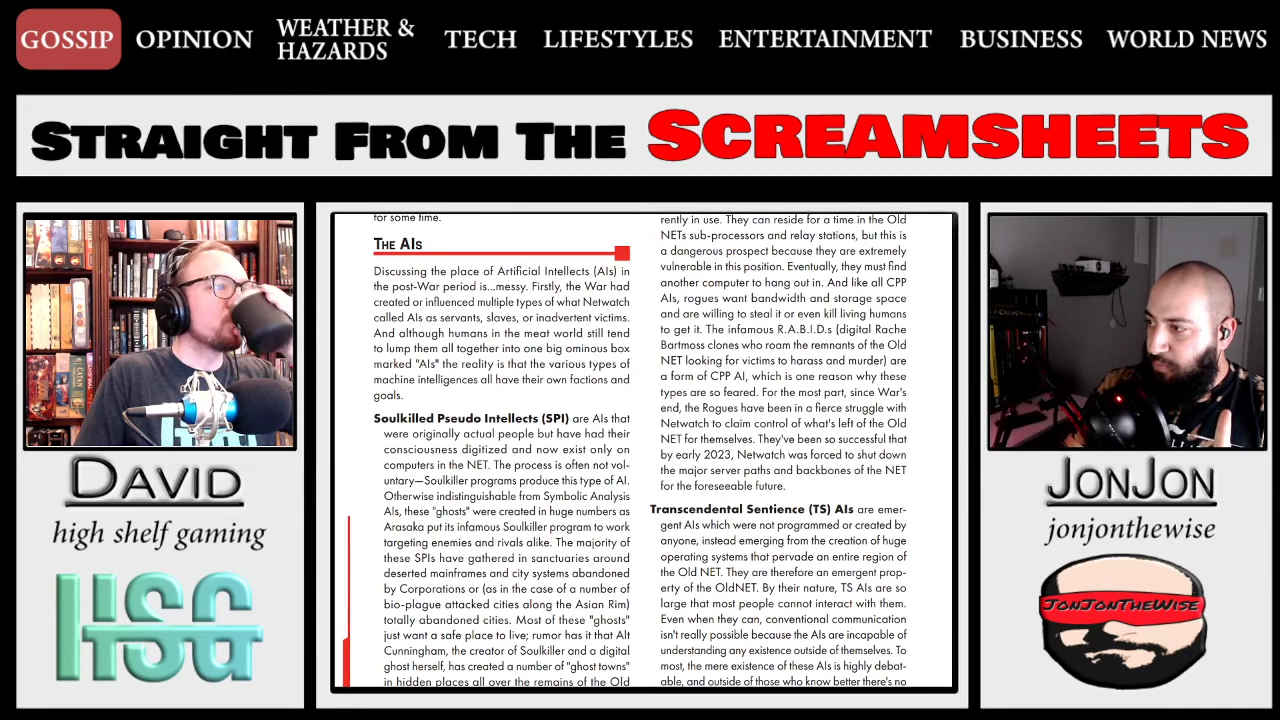 GOSSIP
OPINION
WEATHER &
HAZARDS
TECH
LIFESTYLES
ENTERTAINMENT
BUSINESS
WORLD NEWS
STRAIGHT FROM THE SCREAMSHEETS
for some time.
THE AIs
Discussing the place of Artificial Intellects (AIs) in
the post-War period is...messy. Firstly, the War had
created or influenced multiple types of what Netwatch
called AIs as servants, slaves, or inadvertent victims.
And although humans in the meat world still tend
to lump them all together into one big ominous box
marked "AIs" the reality is that the various types of
machine intelligences all have their own factions and
goals.
Soulkilled Pseudo Intellects (SPI) are AIs that
were originally actual people but have had their
consciousness digitized and now exist only on
computers in the NET. The process is often not vol-
untary—Soulkiller programs produce this type of AI.
Otherwise indistinguishable from Symbolic Analysis
AIs, these "ghosts" were created in huge numbers as
Arasaka put its infamous Soulkiller program to work
targeting enemies and rivals alike. The majority of
these SPIs have gathered in sanctuaries around
deserted mainframes and city systems abandoned
by Corporations or (as in the case of a number of
bio-plague attacked cities along the Asian Rim)
totally abandoned cities. Most of these "ghosts"
just want a safe place to live; rumor has it that Alt
Cunningham, the creator of Soulkiller and a digital
ghost herself, has created a number of "ghost towns"
in hidden places all over the remains of the Old
rently in use. They can reside for a time in the Old
NETs sub-processors and relay stations, but this is
a dangerous prospect because they are extremely
vulnerable in this position. Eventually, they must find
another computer to hang out in. And like all CPP
AIs, rogues want bandwidth and storage space
and are willing to steal it or even kill living humans
to get it. The infamous R.A.B.I.D.s (digital Rache
Bartmoss clones who roam the remnants of the Old
NET looking for victims to harass and murder) are
a form of CPP AI, which is one reason why these
types are so feared. For the most part, since War's
end, the Rogues have been in a fierce struggle with
Netwatch to claim control of what's left of the Old
NET for themselves. They've been so successful that
by early 2023, Netwatch was forced to shut down
the major server paths and backbones of the NET
for the foreseeable future.
Transcendental Sentience (TS) AIs are emer-
gent AIs which were not programmed or created by
anyone, instead emerging from the creation of huge
operating systems that pervade an entire region of
the Old NET. They are therefore an emergent prop-
erty of the OldNET. By their nature, TS AIs are so
large that most people cannot interact with them.
Even when they can, conventional communication
isn't really possible because the AIs are incapable of
understanding any existence outside of themselves. To
most, the mere existence of these AIs is highly debat-
able, and outside of those who know better there's no
DAVID
high shelf gaming
HSG
JONJON
jonjonthewise
JONJONTHEWISE
CATAN